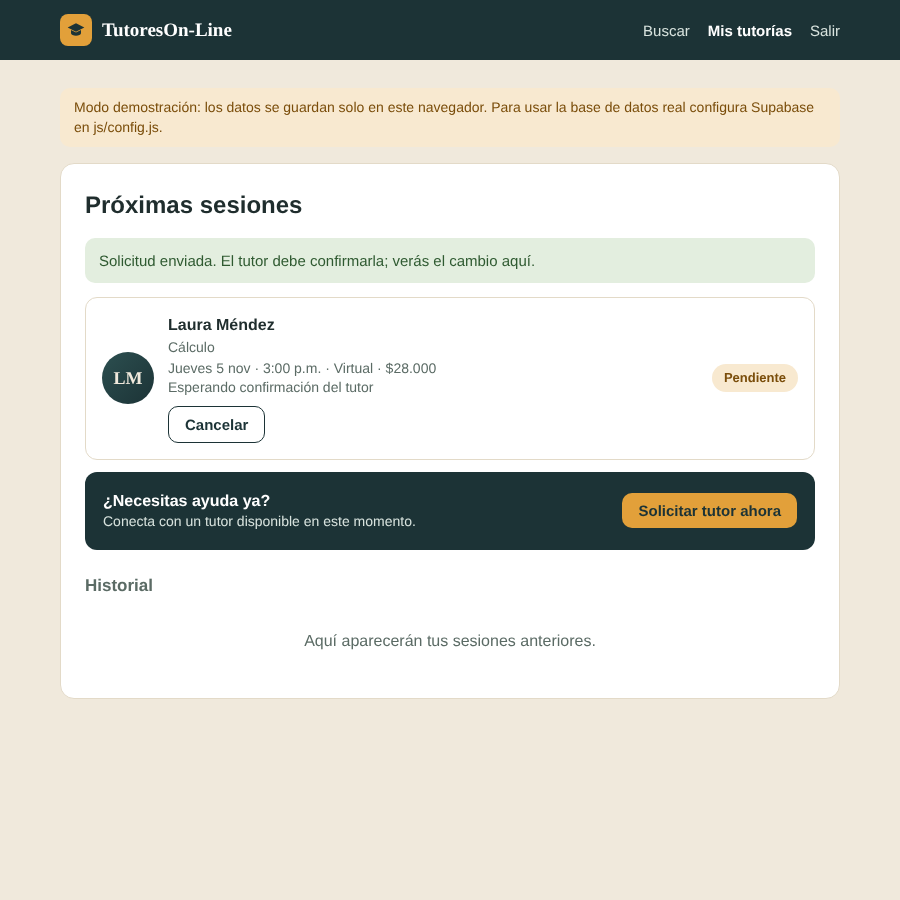 TutoresOn-Line
Buscar Mis tutorías Salir
Modo demostración: los datos se guardan solo en este navegador. Para usar la base de datos real configura Supabase
en js/config.js.
Próximas sesiones
Solicitud enviada. El tutor debe confirmarla; verás el cambio aquí.
LM
Laura Méndez
Cálculo
Jueves 5 nov · 3:00 p.m. · Virtual · $28.000
Esperando confirmación del tutor
Pendiente
Cancelar
¿Necesitas ayuda ya?
Conecta con un tutor disponible en este momento.
Solicitar tutor ahora
Historial
Aquí aparecerán tus sesiones anteriores.